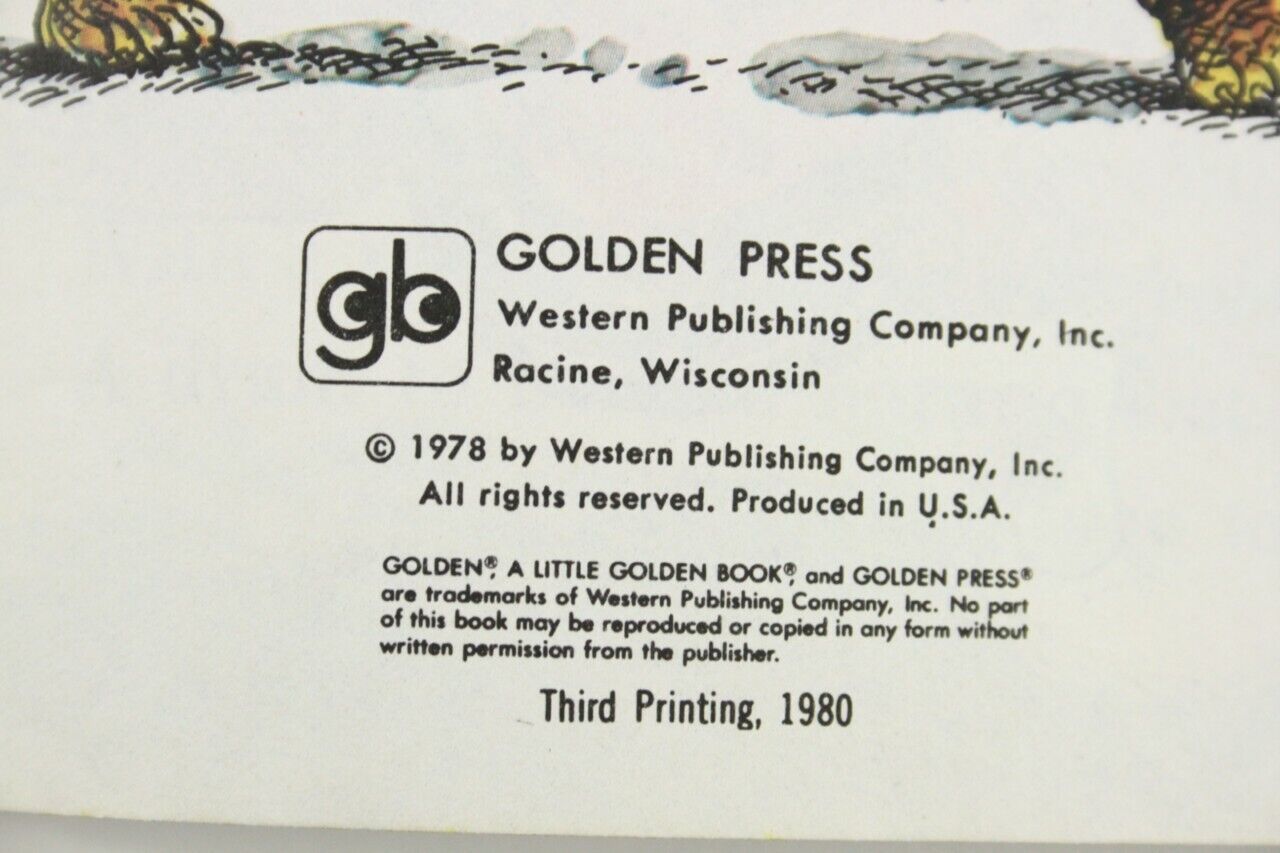 gb
GOLDEN PRESS
Western Publishing Company, Inc.
Racine, Wisconsin
© 1978 by Western Publishing Company, Inc.
All rights reserved. Produced in U.S.A.
GOLDEN®, A LITTLE GOLDEN BOOK®, and GOLDEN PRESS®
are trademarks of Western Publishing Company, Inc. No part
of this book may be reproduced or copied in any form without
written permission from the publisher.
Third Printing, 1980